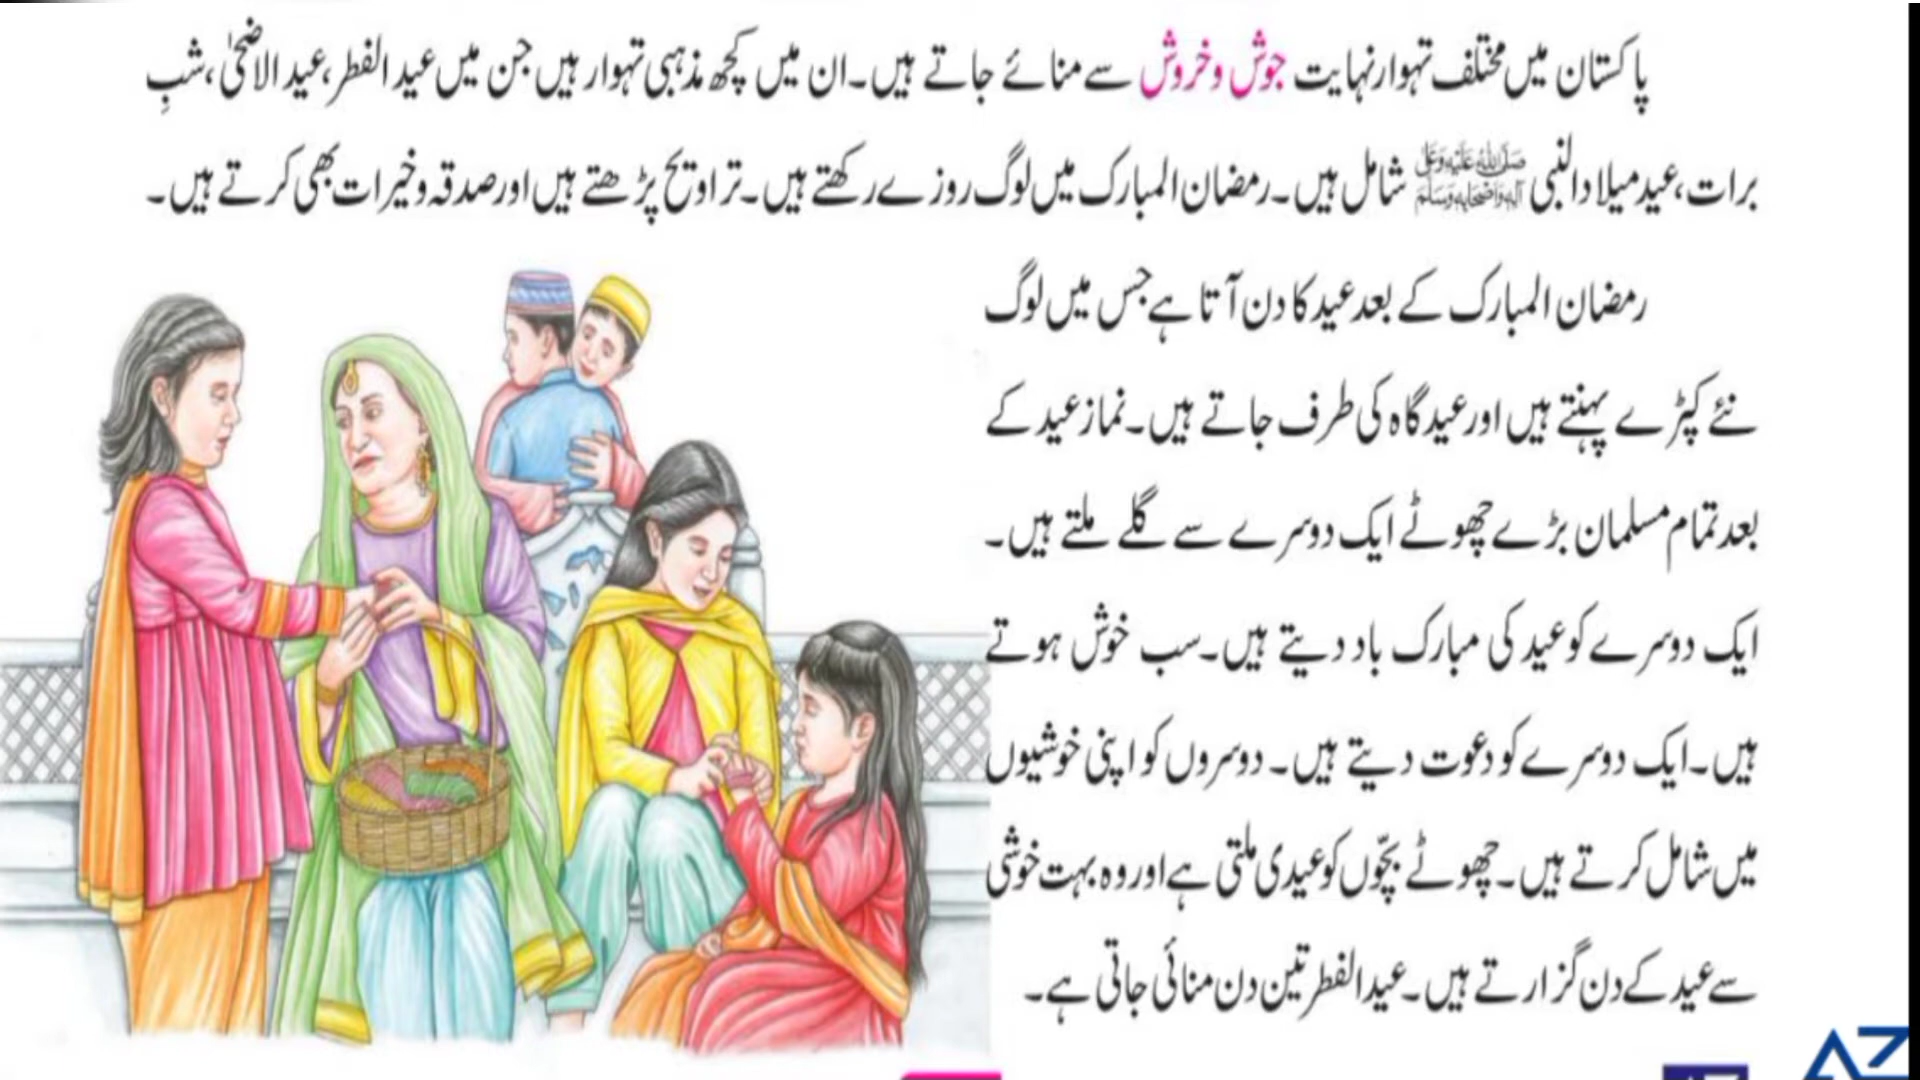 پاکستان میں مختلف تہوار نہایت جوش و خروش سے منائے جاتے ہیں۔ ان میں کچھ مذہبی تہوار ہیں جن میں عید الفطر، عید الاضحیٰ، شبِ
برات، عید میلاد النبی صَلَّی اللہُ عَلَیْہِ وَعَلٰی آلِہٖ وَاَصْحَابِہٖ وَسَلَّمَ شامل ہیں۔ رمضان المبارک میں لوگ روزے رکھتے ہیں۔ تراویح پڑھتے ہیں اور صدقہ و خیرات بھی کرتے ہیں۔
رمضان المبارک کے بعد عید کا دن آتا ہے جس میں لوگ
نئے کپڑے پہنتے ہیں اور عید گاہ کی طرف جاتے ہیں۔ نماز عید کے
بعد تمام مسلمان بڑے چھوٹے ایک دوسرے سے گلے ملتے ہیں۔
ایک دوسرے کو عید کی مبارک باد دیتے ہیں۔ سب خوش ہوتے
ہیں۔ ایک دوسرے کو دعوت دیتے ہیں۔ دوسروں کو اپنی خوشیوں
میں شامل کرتے ہیں۔ چھوٹے بچّوں کو عیدی ملتی ہے اور وہ بہت خوشی
سے عید کے دن گزارتے ہیں۔ عید الفطر تین دن منائی جاتی ہے۔
AZ